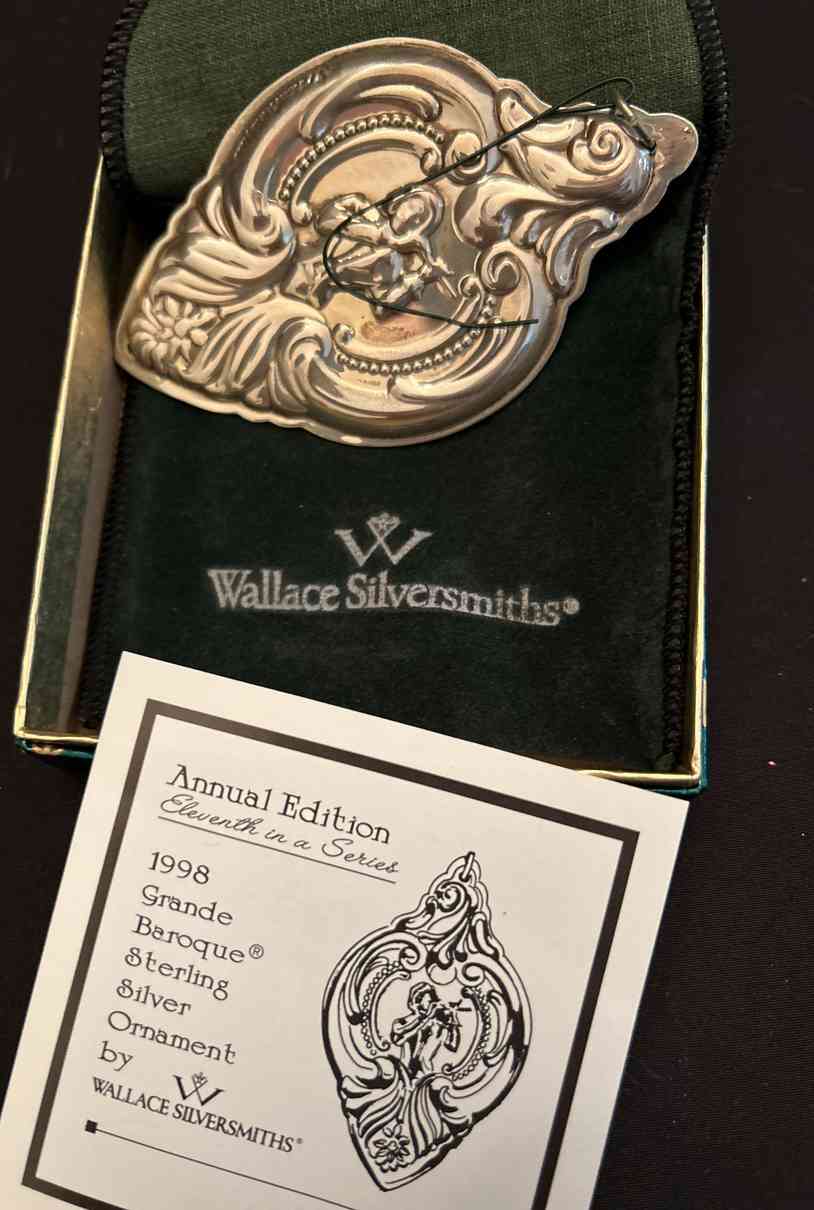 W
Wallace Silversmiths®
Annual Edition
Eleventh in a Series
1998
Grande
Baroque®
Sterling
Silver
Ornament
by
W
WALLACE SILVERSMITHS®